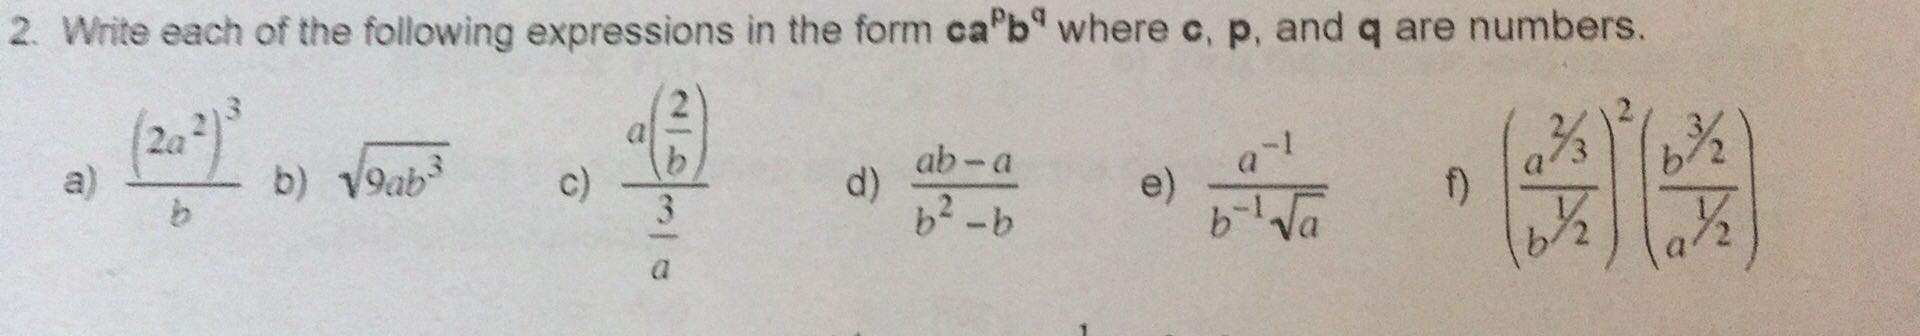 2. Write each of the following expressions in the form ca^p b^q where c, p, and q are numbers.
a) (2a^2)^3 / b b) √(9ab^3) c) a(2/b) / (3/a) d) (ab - a) / (b^2 - b) e) a^-1 / (b^-1 √a) f) (a^(2/3) / b^(1/2))^2 (b^(3/2) / a^(1/2))